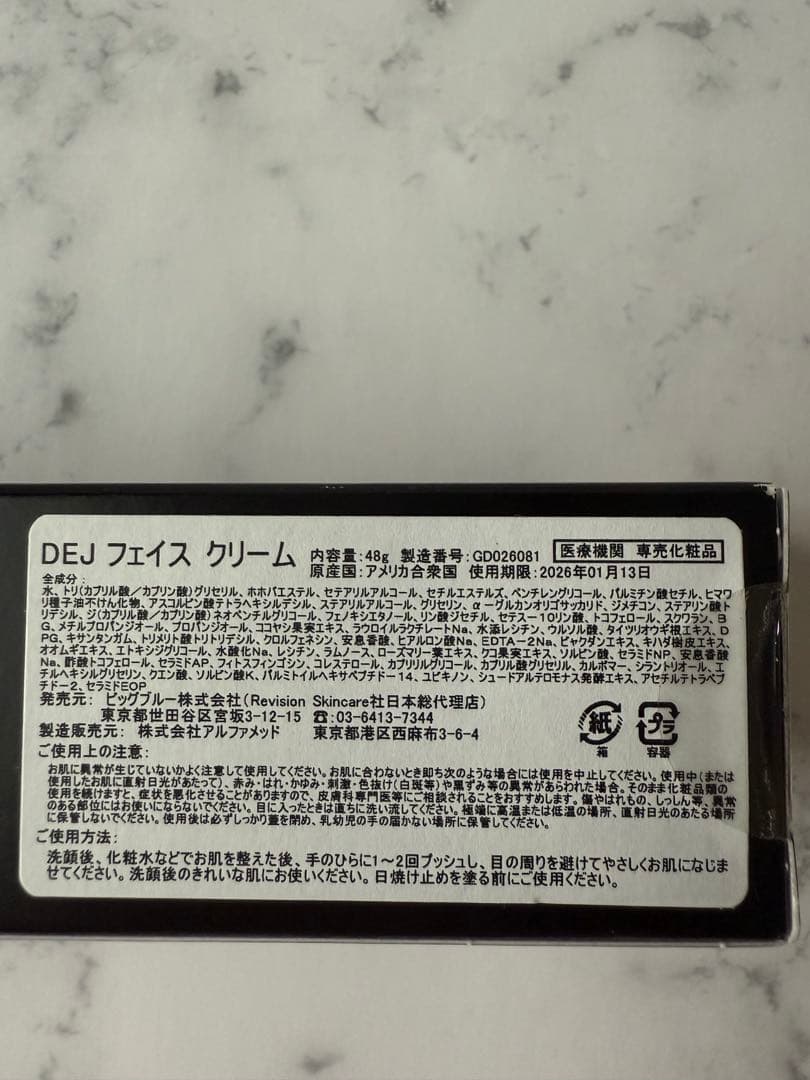 DEJ フェイス クリーム 内容量:48g 製造番号:GD026081 医療機関 専売化粧品
原産国:アメリカ合衆国 使用期限:2026年01月13日
全成分:
水、トリ(カプリル酸/カプリン酸)グリセリル、ホホバエステル、セテアリルアルコール、セチルエステルズ、ペンチレングリコール、パルミチン酸セチル、ヒマワ
リ種子油不けん化物、アスコルビン酸テトラヘキシルデシル、ステアリルアルコール、グリセリン、α-グルカンオリゴサッカリド、ジメチコン、ステアリン酸ト
リデシル、ジ(カプリル酸/カプリン酸)ネオペンチルグリコール、フェノキシエタノール、リン酸ジセチル、セテス-10リン酸、トコフェロール、スクワラン、B
G、メチルプロパンジオール、プロパンジオール、ココヤシ果実エキス、ラウロイルラクチレートNa、水添レシチン、ウルソル酸、タイツリオウギ根エキス、D
PG、キサンタンガム、トリメリト酸トリトリデシル、クロルフェネシン、安息香酸、ヒアルロン酸Na、EDTA-2Na、ビャクダンエキス、キハダ樹皮エキス、
オオムギエキス、エトキシジグリコール、水酸化Na、レシチン、ラムノース、ローズマリー葉エキス、クコ果実エキス、ソルビン酸、セラミドNP、安息香酸
Na、酢酸トコフェロール、セラミドAP、フィトスフィンゴシン、コレステロール、カプリリルグリコール、カプリル酸グリセリル、カルボマー、シラントリオール、エ
チルヘキシルグリセリン、クエン酸、ソルビン酸K、パルミトイルヘキサペプチド-14、ユビキノン、シュードアルテロモナス発酵エキス、アセチルテトラペプ
チド-2、セラミドEOP
発売元: ビッグブルー株式会社(Revision Skincare社日本総代理店)
東京都世田谷区宮坂3-12-15 ☎:03-6413-7344
製造販売元: 株式会社アルファメッド 東京都港区西麻布3-6-4
紙 箱
プラ 容器
ご使用上の注意:
お肌に異常が生じていないかよく注意して使用してください。お肌に合わないとき即ち次のような場合には使用を中止してください。使用中(または
使用したお肌に直射日光があたって)、赤み・はれ・かゆみ・刺激・色抜け(白斑等)や黒ずみ等の異常があらわれた場合。そのまま化粧品類の
使用を続けますと、症状を悪化させることがありますので、皮膚科専門医等にご相談されることをおすすめします。傷やはれもの、しっしん等、異常
のある部位にはお使いにならないでください。目に入ったときは直ちに洗い流してください。極端に高温または低温の場所、直射日光のあたる場所
に保管しないでください。使用後は必ずしっかり蓋を閉め、乳幼児の手の届かない場所に保管してください。
ご使用方法:
洗顔後、化粧水などでお肌を整えた後、手のひらに1～2回プッシュし、目の周りを避けてやさしくお肌になじま
せてください。洗顔後のきれいな肌にお使いください。日焼け止めを塗る前にご使用ください。